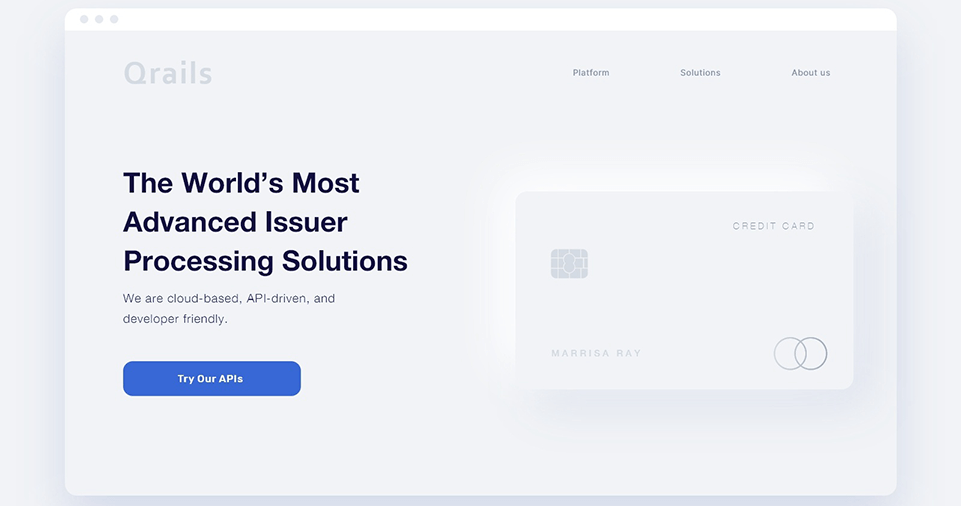 Qrails
Platform
Solutions
About us
The World’s Most
Advanced Issuer
Processing Solutions
We are cloud-based, API-driven, and
developer friendly.
Try Our APIs
CREDIT CARD
MARRISA RAY